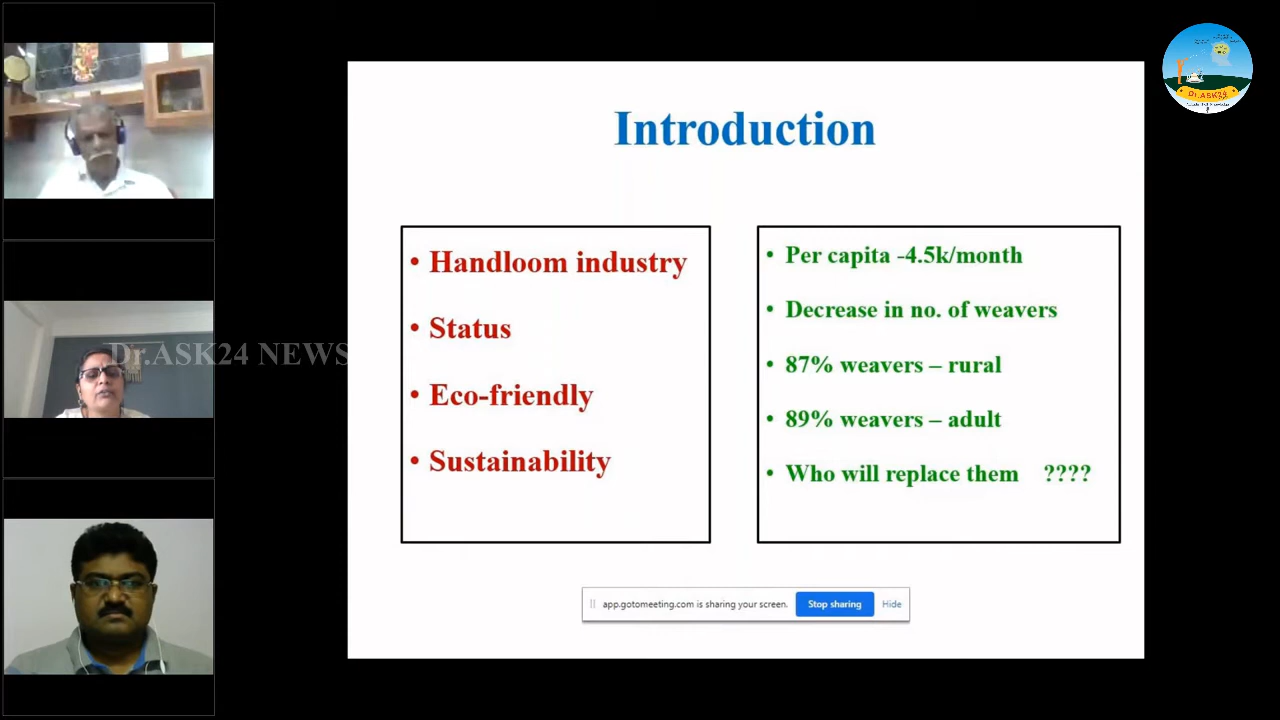 Introduction
• Handloom industry
• Status
• Eco-friendly
• Sustainability
• Per capita -4.5k/month
• Decrease in no. of weavers
• 87% weavers – rural
• 89% weavers – adult
• Who will replace them ????
app.gotomeeting.com is sharing your screen. Stop sharing Hide
Dr.ASK24 NEWS
Dr.ASK24